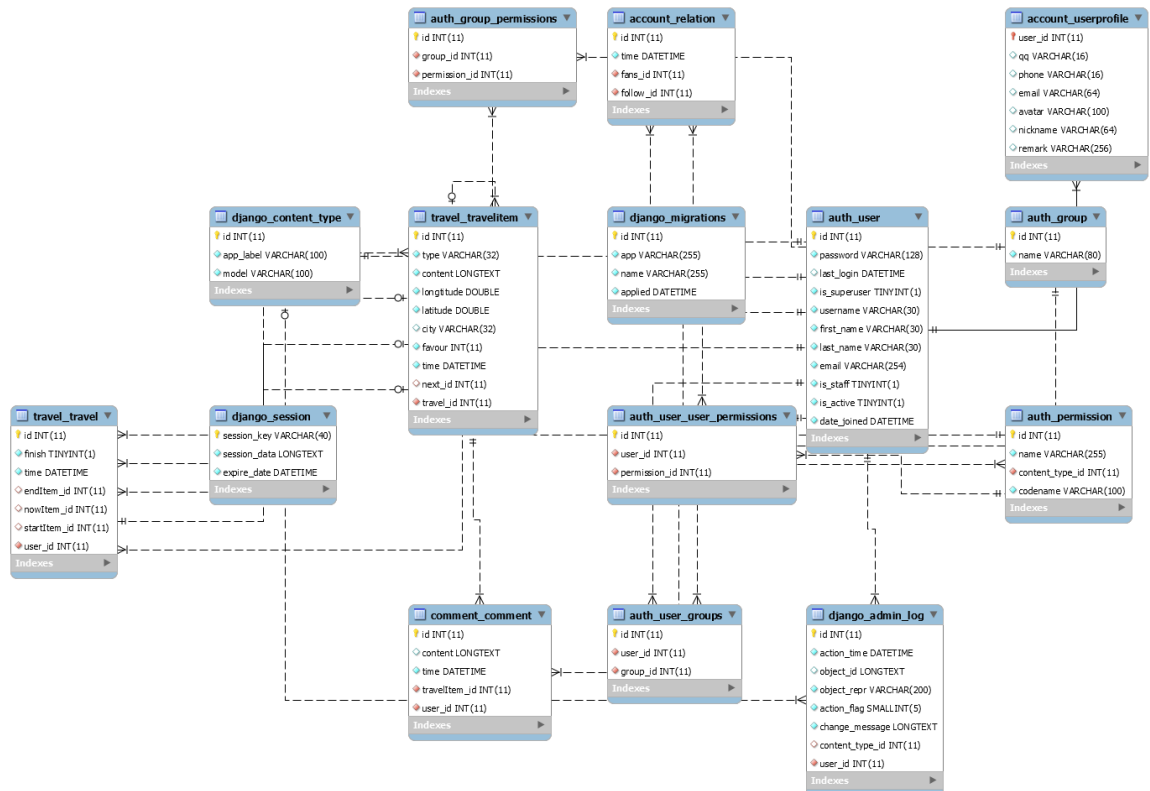 auth_group_permissions
id INT(11)
group_id INT(11)
permission_id INT(11)
Indexes
account_relation
id INT(11)
time DATETIME
fans_id INT(11)
follow_id INT(11)
Indexes
account_userprofile
user_id INT(11)
qq VARCHAR(16)
phone VARCHAR(16)
email VARCHAR(64)
avatar VARCHAR(100)
nickname VARCHAR(64)
remark VARCHAR(256)
Indexes
django_content_type
id INT(11)
app_label VARCHAR(100)
model VARCHAR(100)
Indexes
travel_travelitem
id INT(11)
type VARCHAR(32)
content LONGTEXT
longtitude DOUBLE
latitude DOUBLE
city VARCHAR(32)
favour INT(11)
time DATETIME
next_id INT(11)
travel_id INT(11)
Indexes
django_migrations
id INT(11)
app VARCHAR(255)
name VARCHAR(255)
applied DATETIME
Indexes
auth_user
id INT(11)
password VARCHAR(128)
last_login DATETIME
is_superuser TINYINT(1)
username VARCHAR(30)
first_name VARCHAR(30)
last_name VARCHAR(30)
email VARCHAR(254)
is_staff TINYINT(1)
is_active TINYINT(1)
date_joined DATETIME
Indexes
auth_group
id INT(11)
name VARCHAR(80)
Indexes
travel_travel
id INT(11)
finish TINYINT(1)
time DATETIME
endItem_id INT(11)
nowItem_id INT(11)
startItem_id INT(11)
user_id INT(11)
Indexes
django_session
session_key VARCHAR(40)
session_data LONGTEXT
expire_date DATETIME
Indexes
auth_user_user_permissions
id INT(11)
user_id INT(11)
permission_id INT(11)
Indexes
auth_permission
id INT(11)
name VARCHAR(255)
content_type_id INT(11)
codename VARCHAR(100)
Indexes
comment_comment
id INT(11)
content LONGTEXT
time DATETIME
travelItem_id INT(11)
user_id INT(11)
Indexes
auth_user_groups
id INT(11)
user_id INT(11)
group_id INT(11)
Indexes
django_admin_log
id INT(11)
action_time DATETIME
object_id LONGTEXT
object_repr VARCHAR(200)
action_flag SMALLINT(5)
change_message LONGTEXT
content_type_id INT(11)
user_id INT(11)
Indexes